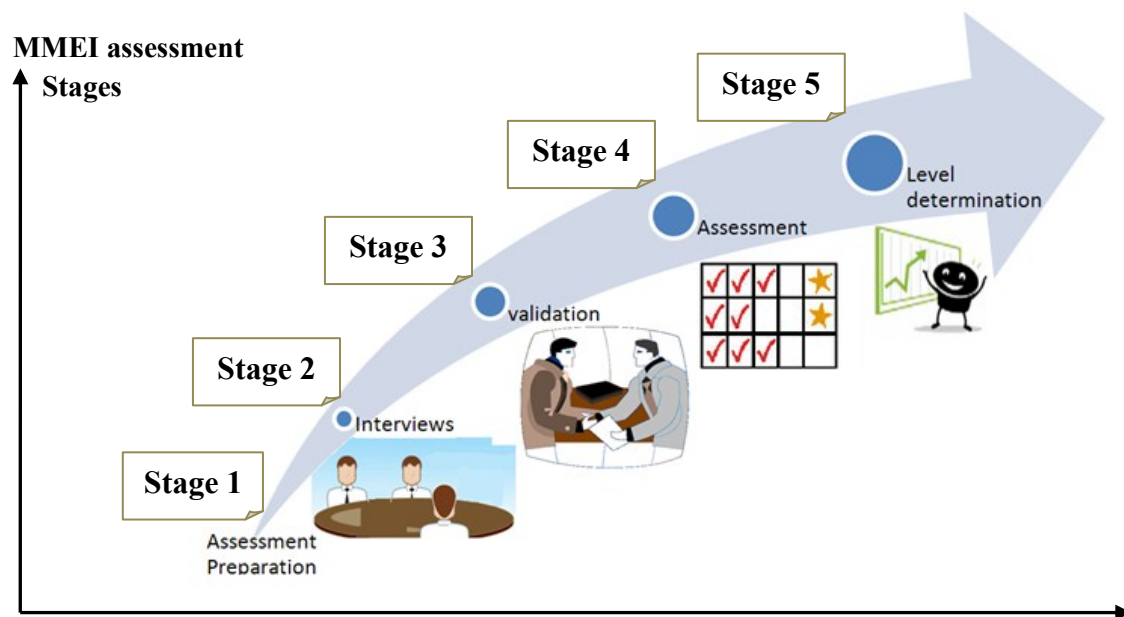 MMEI assessment
Stages
Stage 5
Level
determination
Stage 4
Assessment
Stage 3
validation
Stage 2
Interviews
Stage 1
Assessment
Preparation